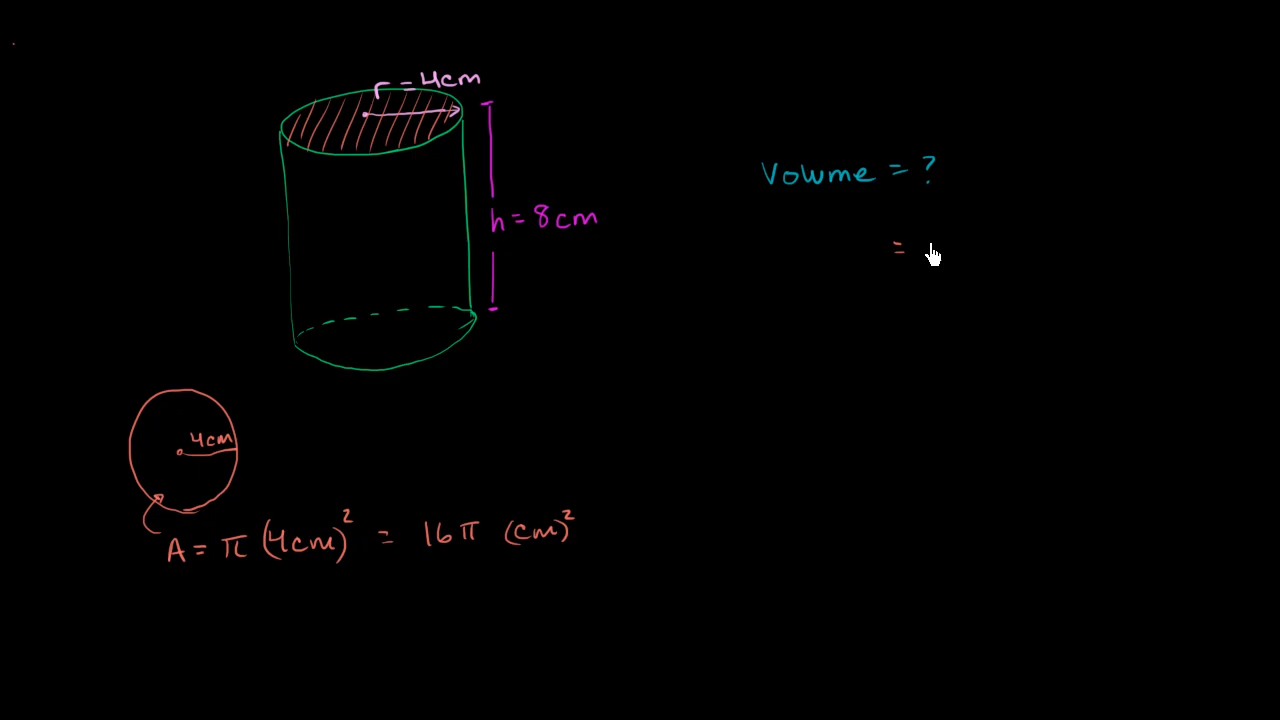 r = 4cm
h = 8cm
Volume = ?
=
4cm
A = π (4cm)² = 16π (cm)²